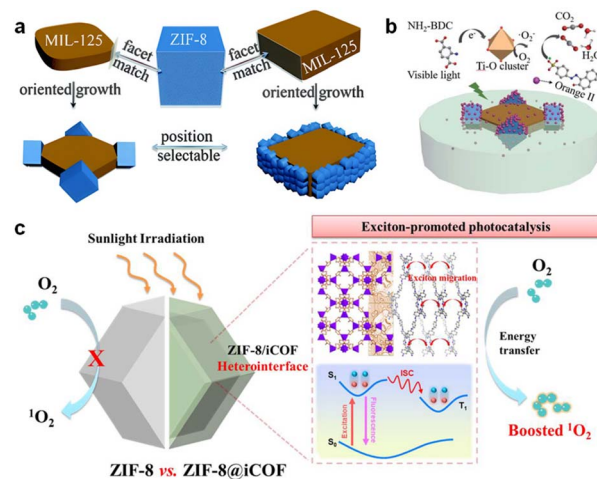 a
MIL-125
ZIF-8
MIL-125
facet
match
facet
match
oriented growth
oriented growth
position
selectable
b
NH₂-BDC
e⁻
·O₂⁻
O₂
CO₂
H₂O
Ti-O cluster
Visible light
Orange II
c
Sunlight Irradiation
O₂
X
¹O₂
ZIF-8/iCOF
Heterointerface
ZIF-8 vs. ZIF-8@iCOF
Exciton-promoted photocatalysis
Exciton migration
S₁
ISC
T₁
Excitation
Fluorescence
S₀
O₂
Energy
transfer
Boosted ¹O₂